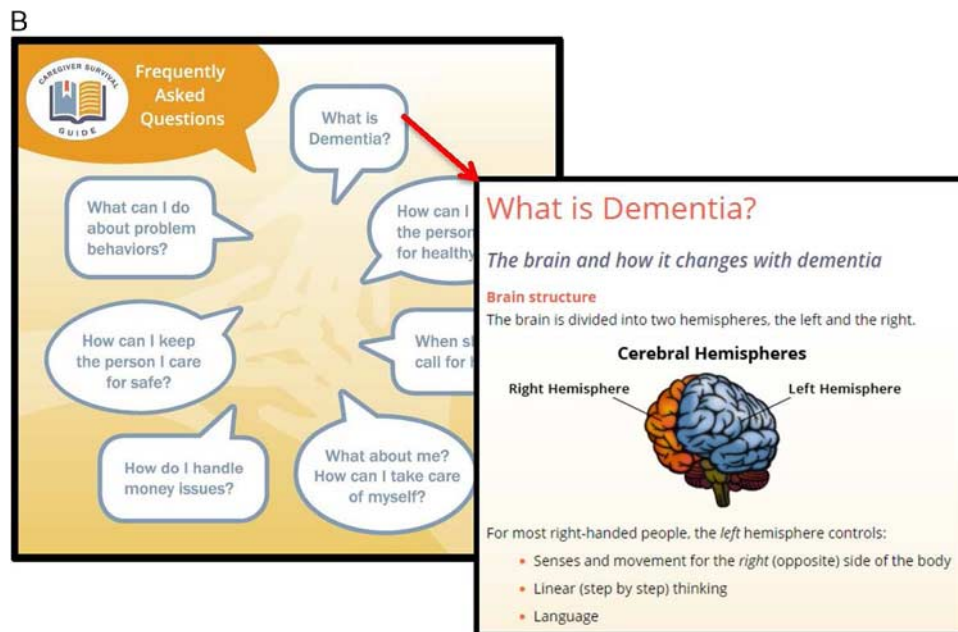 B
CAREGIVER SURVIVAL
GUIDE
Frequently
Asked
Questions
What is
Dementia?
What can I do
about problem
behaviors?
How can I
the person
for healthy
How can I keep
the person I care
for safe?
When
call for
How do I handle
money issues?
What about me?
How can I take care
of myself?
What is Dementia?
The brain and how it changes with dementia
Brain structure
The brain is divided into two hemispheres, the left and the right.
Cerebral Hemispheres
Right Hemisphere
Left Hemisphere
For most right-handed people, the left hemisphere controls:
• Senses and movement for the right (opposite) side of the body
• Linear (step by step) thinking
• Language